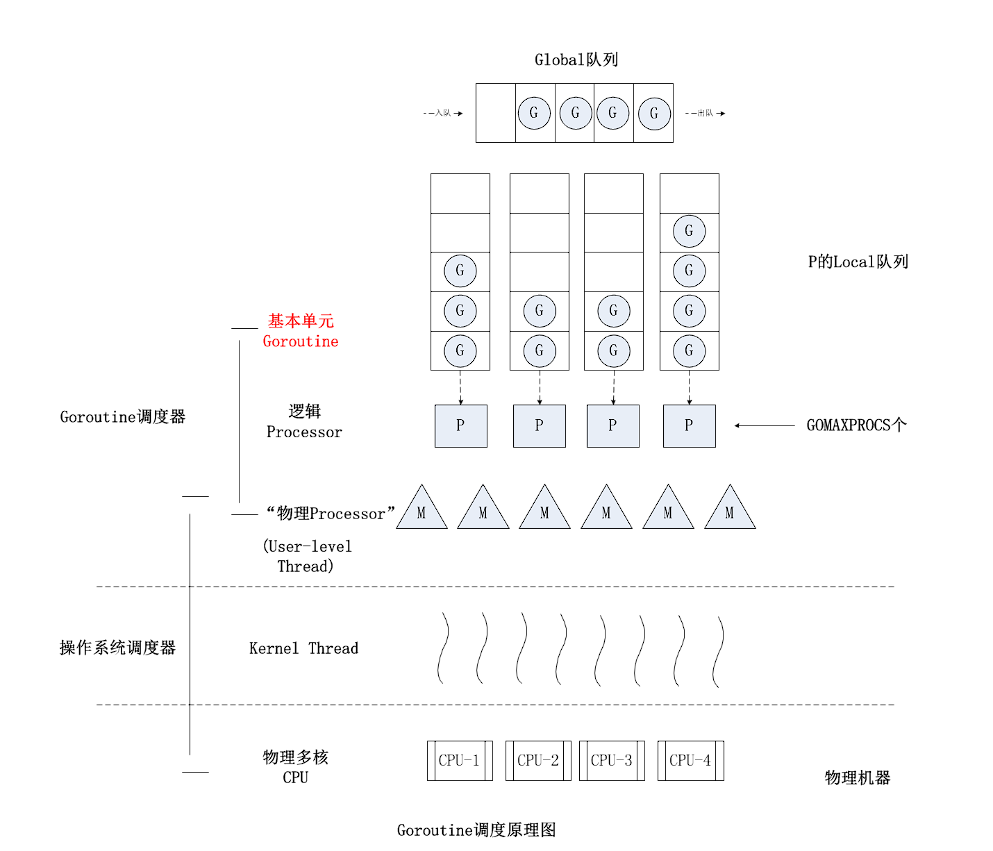 Global队列
--入队→ G G G G --出队→
G
G G
G G G G G
G G G G
P的Local队列
基本单元
Goroutine
Goroutine调度器
逻辑
Processor
P P P P
GOMAXPROCS个
“物理Processor”
M M M M M M
(User-level
Thread)
操作系统调度器
Kernel Thread
物理多核
CPU
CPU-1 CPU-2 CPU-3 CPU-4
物理机器
Goroutine调度原理图